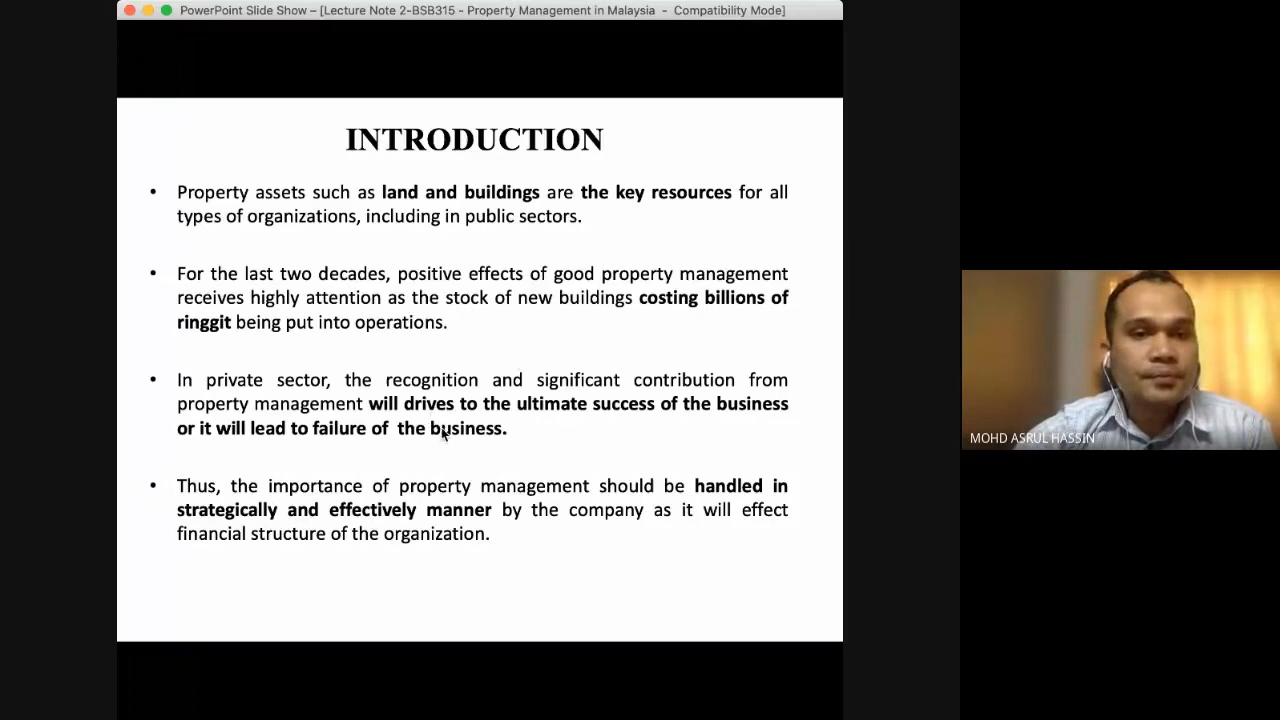 PowerPoint Slide Show – [Lecture Note 2-BSB315 - Property Management in Malaysia - Compatibility Mode]
INTRODUCTION
• Property assets such as land and buildings are the key resources for all
types of organizations, including in public sectors.
• For the last two decades, positive effects of good property management
receives highly attention as the stock of new buildings costing billions of
ringgit being put into operations.
• In private sector, the recognition and significant contribution from
property management will drives to the ultimate success of the business
or it will lead to failure of the business.
• Thus, the importance of property management should be handled in
strategically and effectively manner by the company as it will effect
financial structure of the organization.
MOHD ASRUL HASSIN